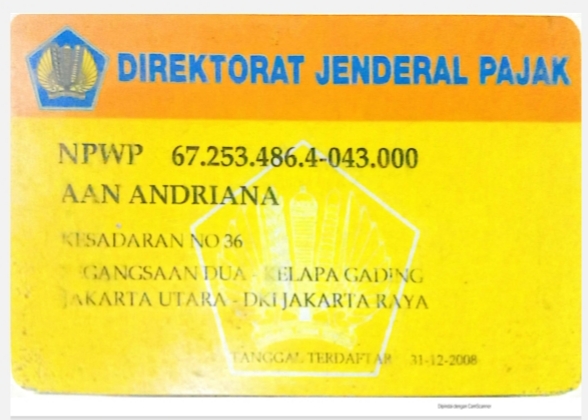 DIREKTORAT JENDERAL PAJAK
NPWP 67.253.486.4-043.000
AAN ANDRIANA
KESADARAN NO 36
DUA - KELAPA GADING
JAKARTA UTARA - DKI JAKARTA RAYA
TANGGAL TERDAFTAR 31-12-2008